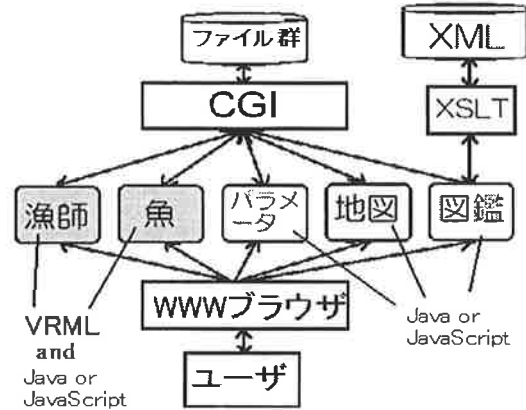 ファイル群
XML
CGI
XSLT
漁師
魚
パラメ
ータ
地図
図鑑
WWWブラウザ
VRML
and
Java or
JavaScript
Java or
JavaScript
ユーザ